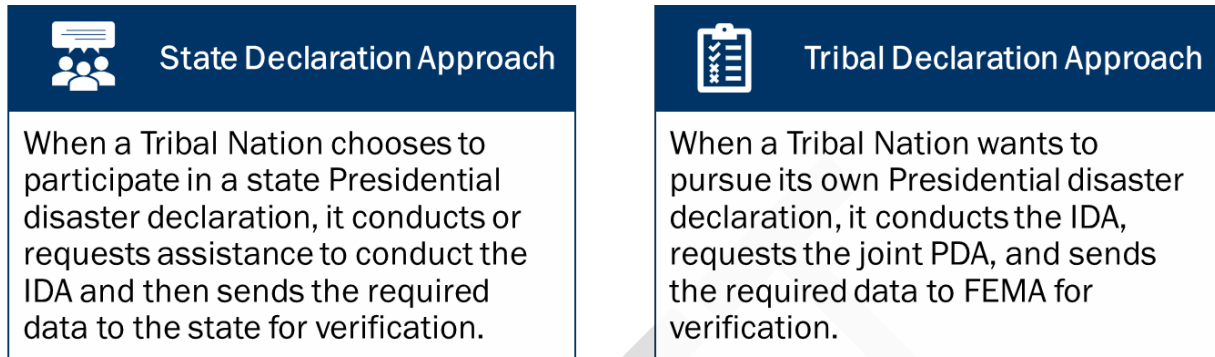 State Declaration Approach
When a Tribal Nation chooses to
participate in a state Presidential
disaster declaration, it conducts or
requests assistance to conduct the
IDA and then sends the required
data to the state for verification.
Tribal Declaration Approach
When a Tribal Nation wants to
pursue its own Presidential disaster
declaration, it conducts the IDA,
requests the joint PDA, and sends
the required data to FEMA for
verification.